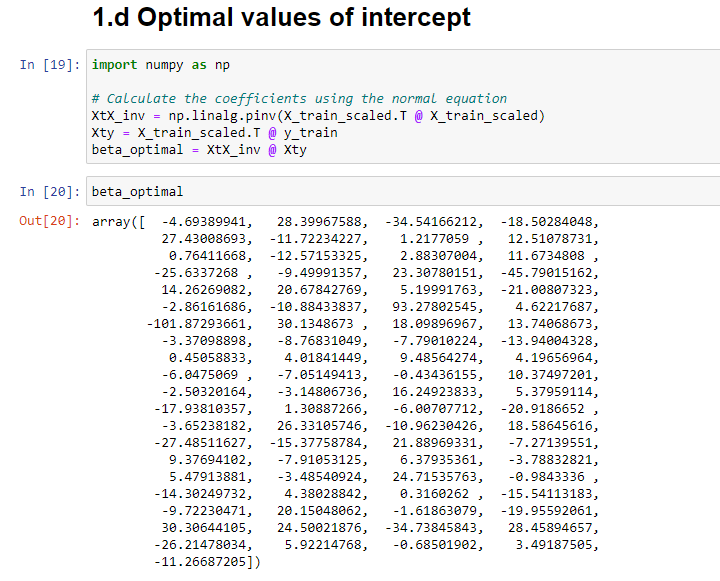 1.d Optimal values of intercept
In [19]: import numpy as np
# Calculate the coefficients using the normal equation
XtX_inv = np.linalg.pinv(X_train_scaled.T @ X_train_scaled)
Xty = X_train_scaled.T @ y_train
beta_optimal = XtX_inv @ Xty
In [20]: beta_optimal
Out[20]: array([  -4.69389941,   28.39967588,  -34.54166212,  -18.50284048,
27.43008693,  -11.72234227,    1.2177059 ,   12.51078731,
0.76411668,  -12.57153325,    2.88307004,   11.6734808 ,
-25.6337268 ,   -9.49991357,   23.30780151,  -45.79015162,
14.26269082,   20.67842769,    5.19991763,  -21.00807323,
-2.86161686,  -10.88433837,   93.27802545,    4.62217687,
-101.87293661,   30.1348673 ,   18.09896967,   13.74068673,
-3.37098898,   -8.76831049,   -7.79010224,  -13.94004328,
0.45058833,    4.01841449,    9.48564274,    4.19656964,
-6.0475069 ,   -7.05149413,   -0.43436155,   10.37497201,
-2.50320164,   -3.14806736,   16.24923833,    5.37959114,
-17.93810357,    1.30887266,   -6.00707712,  -20.9186652 ,
-3.65238182,   26.33105746,  -10.96230426,   18.58645616,
-27.48511627,  -15.37758784,   21.88969331,   -7.27139551,
9.37694102,   -7.91053125,    6.37935361,   -3.78832821,
5.47913881,   -3.48540924,   24.71535763,   -0.9843336 ,
-14.30249732,    4.38028842,    0.3160262 ,  -15.54113183,
-9.72230471,   20.15048062,   -1.61863079,  -19.95592061,
30.30644105,   24.50021876,  -34.73845843,   28.45894657,
-26.21478034,    5.92214768,   -0.68501902,    3.49187505,
-11.26687205])